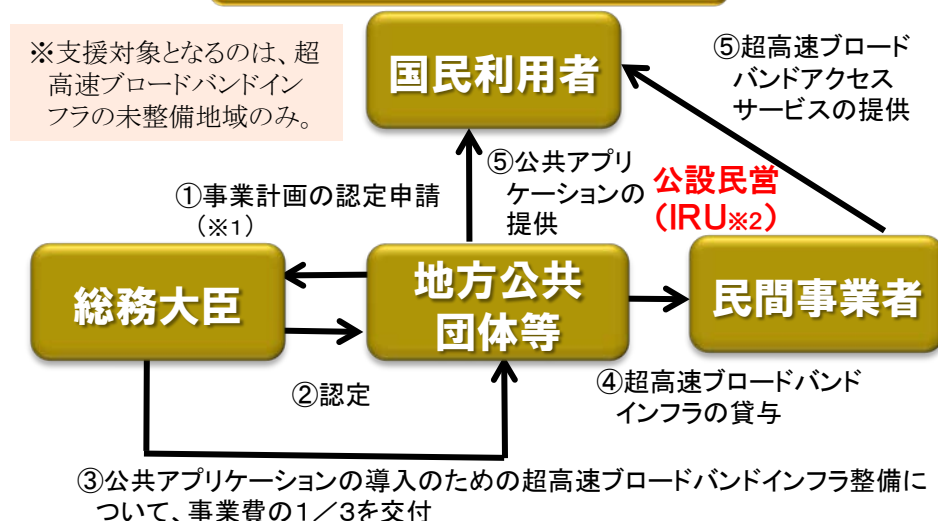 ※支援対象となるのは、超
高速ブロードバンドイン
フラの未整備地域のみ。
国民利用者
⑤超高速ブロード
バンドアクセス
サービスの提供
①事業計画の認定申請
（※1）
⑤公共アプリ
ケーションの
提供
公設民営
（IRU※2）
総務大臣
地方公共
団体等
民間事業者
②認定
④超高速ブロードバンド
インフラの貸与
③公共アプリケーションの導入のための超高速ブロードバンドインフラ整備に
ついて、事業費の1／3を交付